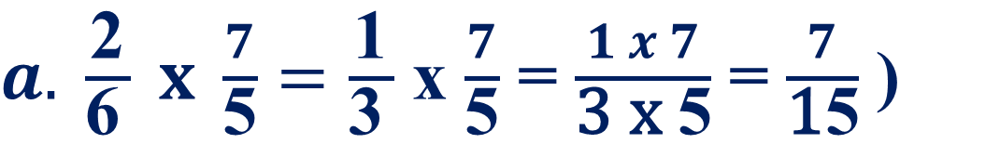 a. 2/6 x 7/5 = 1/3 x 7/5 = 1 x 7/3 x 5 = 7/15 )